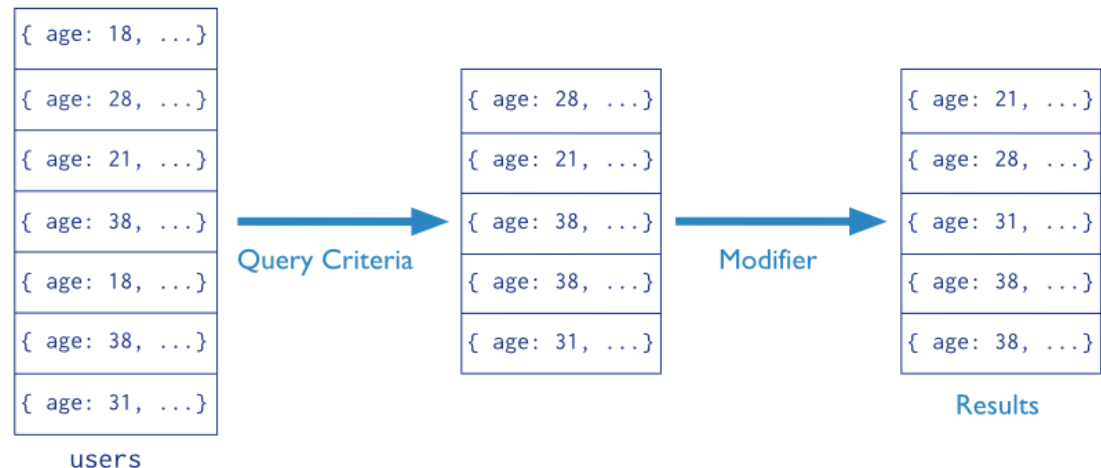 { age: 18, ...}
{ age: 28, ...}
{ age: 21, ...}
{ age: 38, ...}
{ age: 18, ...}
{ age: 38, ...}
{ age: 31, ...}
users
Query Criteria
{ age: 28, ...}
{ age: 21, ...}
{ age: 38, ...}
{ age: 38, ...}
{ age: 31, ...}
Modifier
{ age: 21, ...}
{ age: 28, ...}
{ age: 31, ...}
{ age: 38, ...}
{ age: 38, ...}
Results